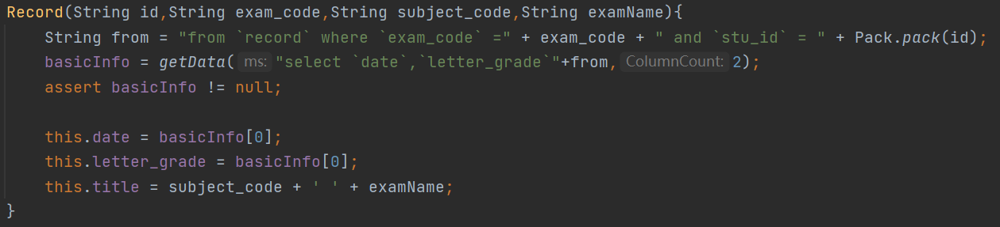 Record(String id,String exam_code,String subject_code,String examName){
    String from = "from `record` where `exam_code` =" + exam_code + " and `stu_id` = " + Pack.pack(id);
    basicInfo = getData( ms: "select `date`,`letter_grade`"+from, ColumnCount: 2);
    assert basicInfo != null;

    this.date = basicInfo[0];
    this.letter_grade = basicInfo[0];
    this.title = subject_code + ' ' + examName;
}